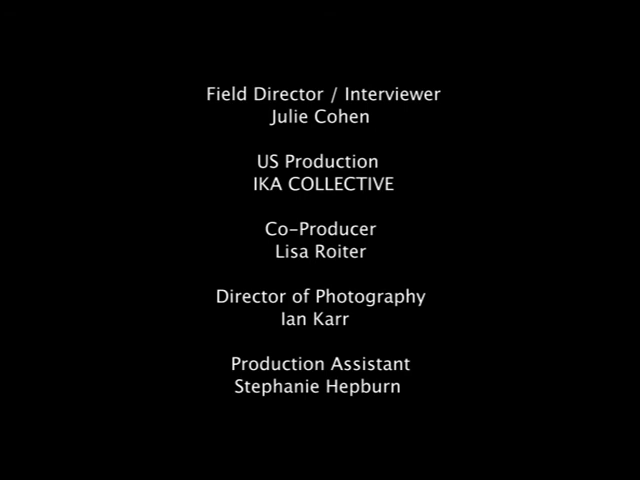 Field Director / Interviewer
Julie Cohen
US Production
IKA COLLECTIVE
Co-Producer
Lisa Roiter
Director of Photography
Ian Karr
Production Assistant
Stephanie Hepburn